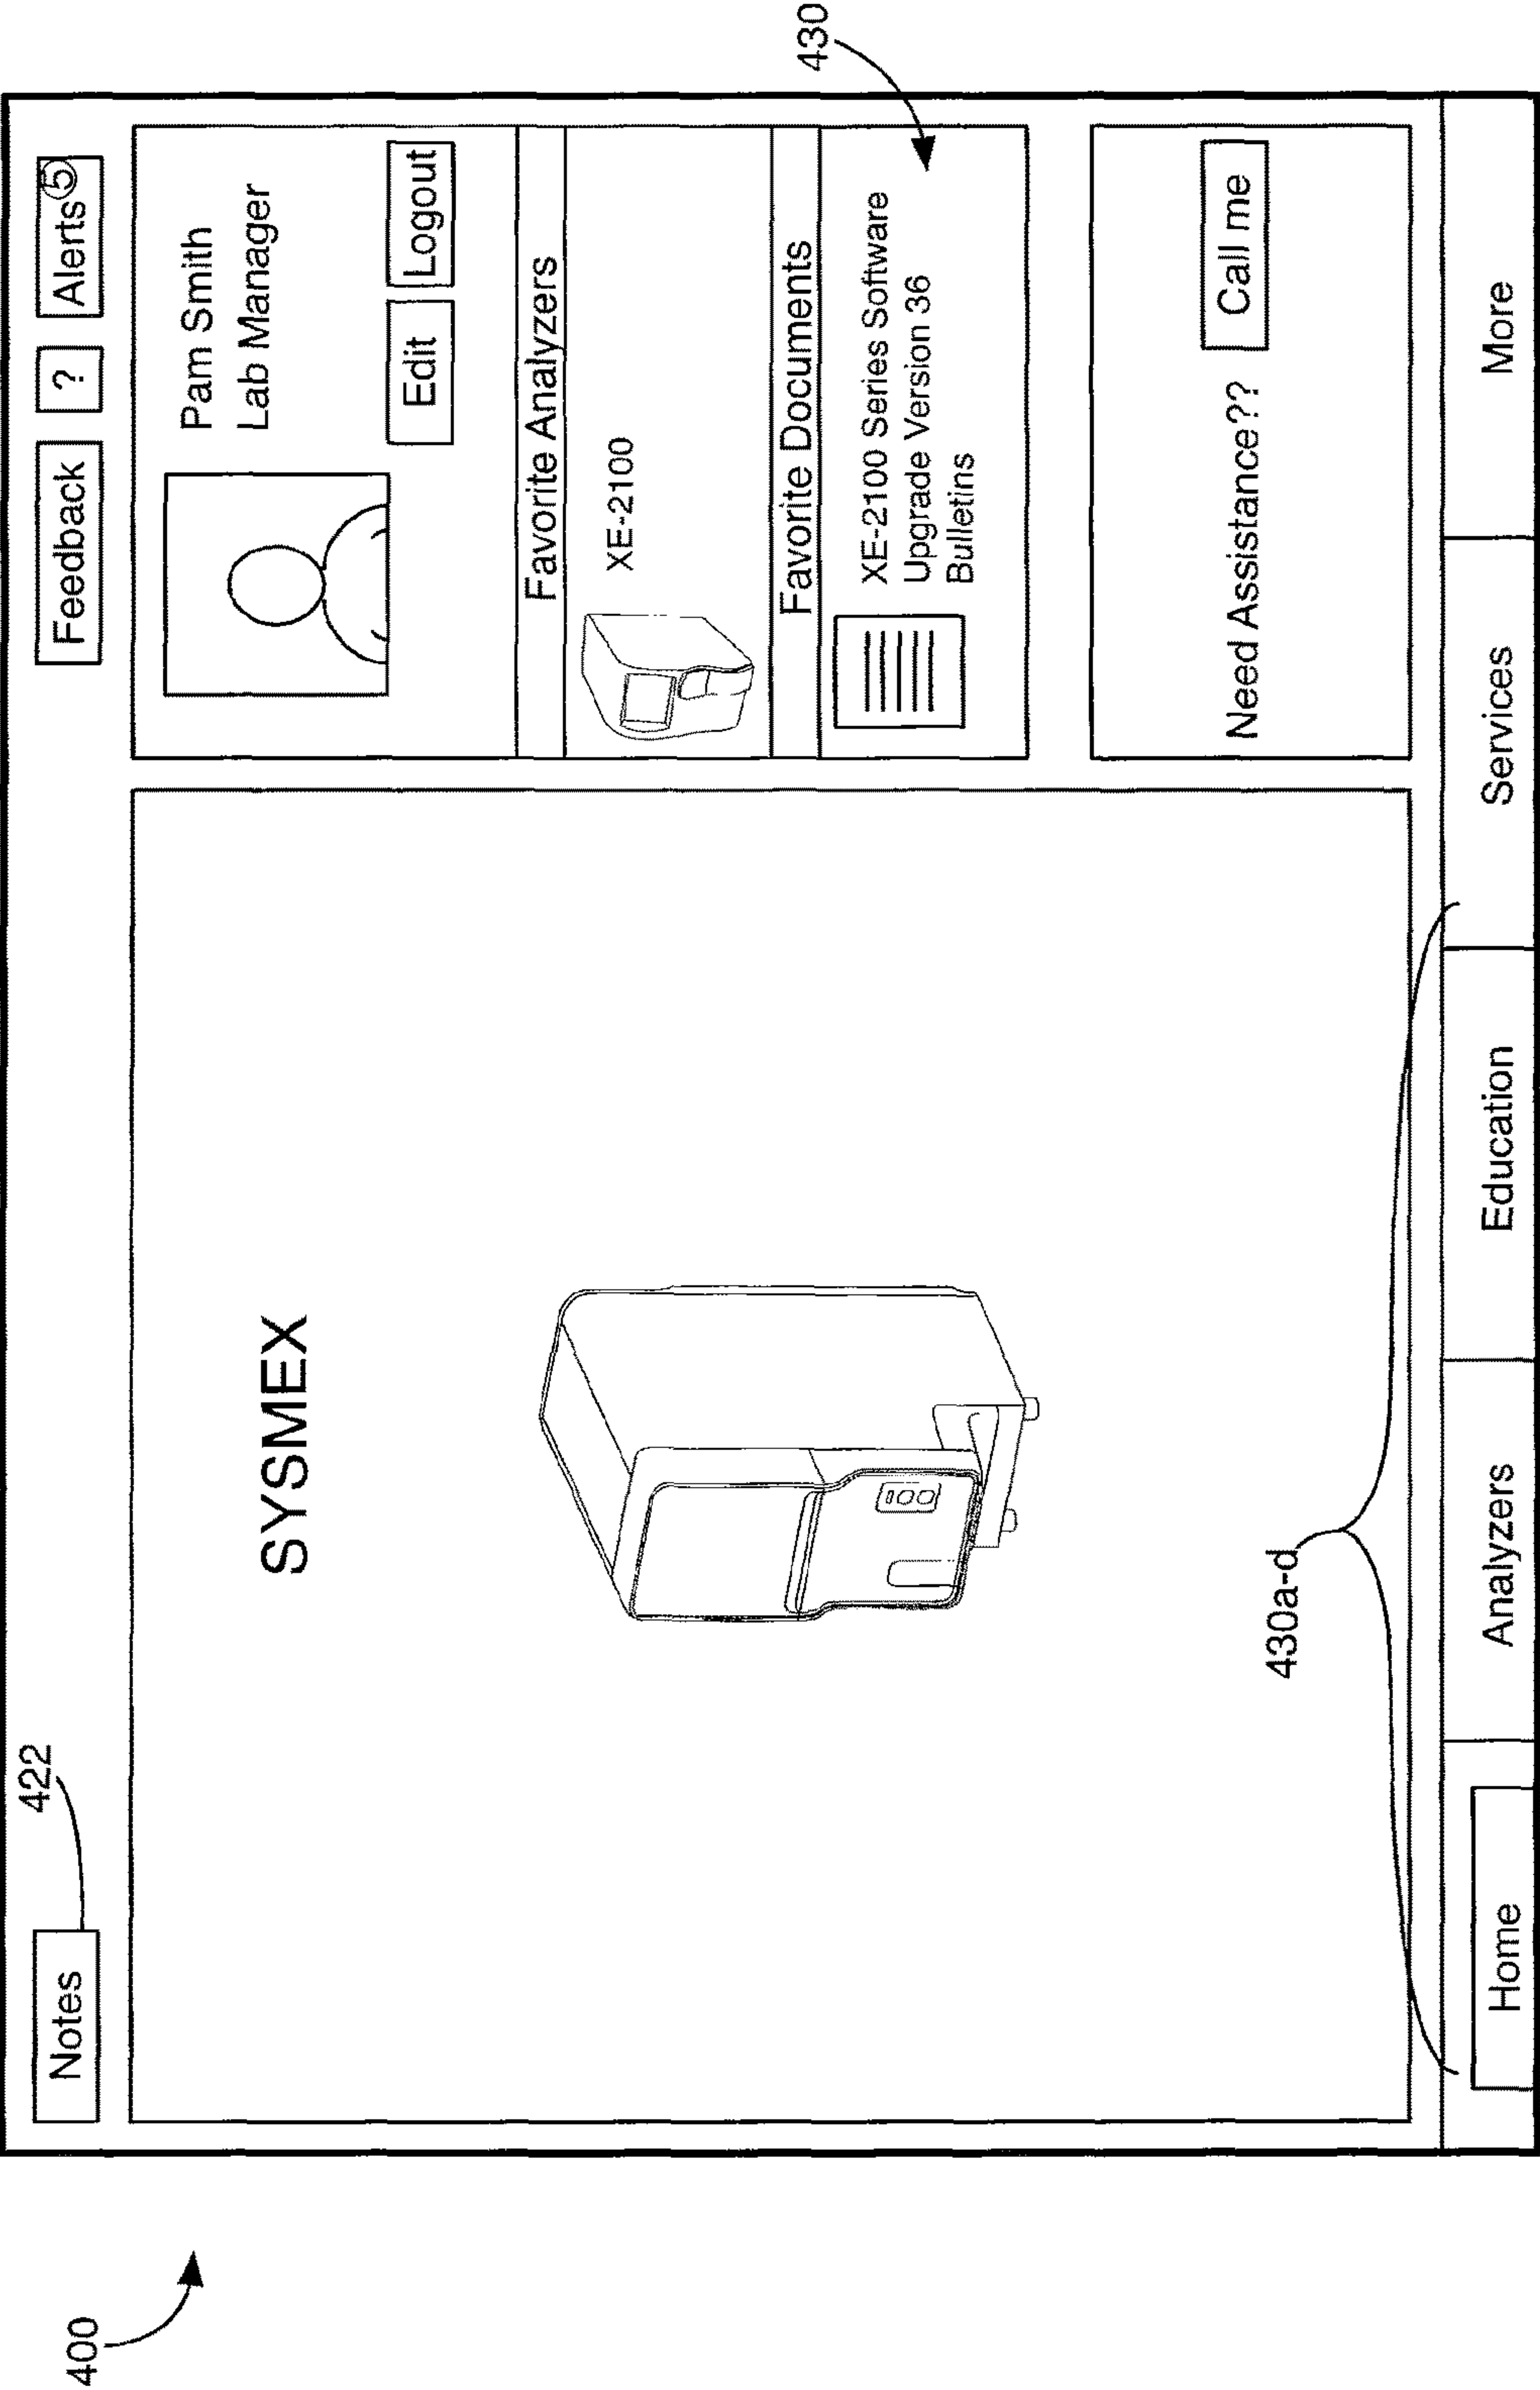 400
Notes
422
Feedback
?
Alerts 5
SYSMEX
Pam Smith
Lab Manager
Edit
Logout
Favorite Analyzers
XE-2100
Favorite Documents
XE-2100 Series Software
Upgrade Version 36
Bulletins
430
Need Assistance??
Call me
430a-d
Home
Analyzers
Education
Services
More